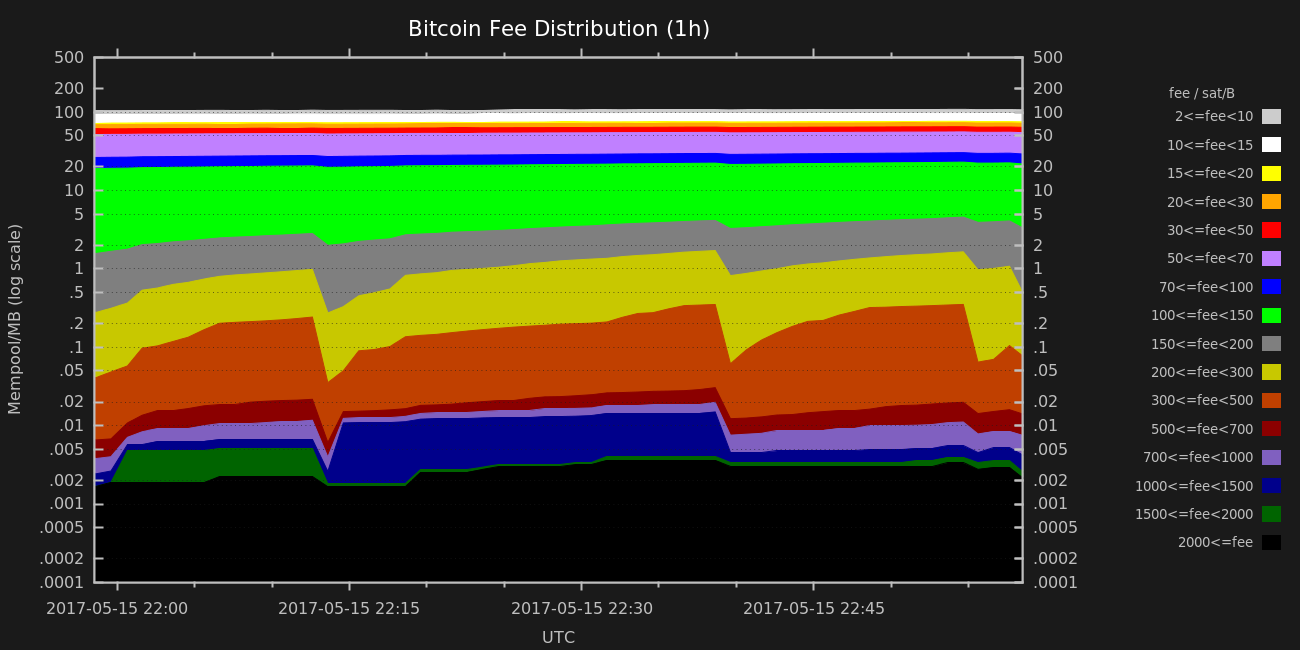 Bitcoin Fee Distribution (1h)
Mempool/MB (log scale)
500
200
100
50
20
10
5
2
1
.5
.2
.1
.05
.02
.01
.005
.002
.001
.0005
.0002
.0001
500
200
100
50
20
10
5
2
1
.5
.2
.1
.05
.02
.01
.005
.002
.001
.0005
.0002
.0001
2017-05-15 22:00
2017-05-15 22:15
2017-05-15 22:30
2017-05-15 22:45
UTC
fee / sat/B
2<=fee<10
10<=fee<15
15<=fee<20
20<=fee<30
30<=fee<50
50<=fee<70
70<=fee<100
100<=fee<150
150<=fee<200
200<=fee<300
300<=fee<500
500<=fee<700
700<=fee<1000
1000<=fee<1500
1500<=fee<2000
2000<=fee